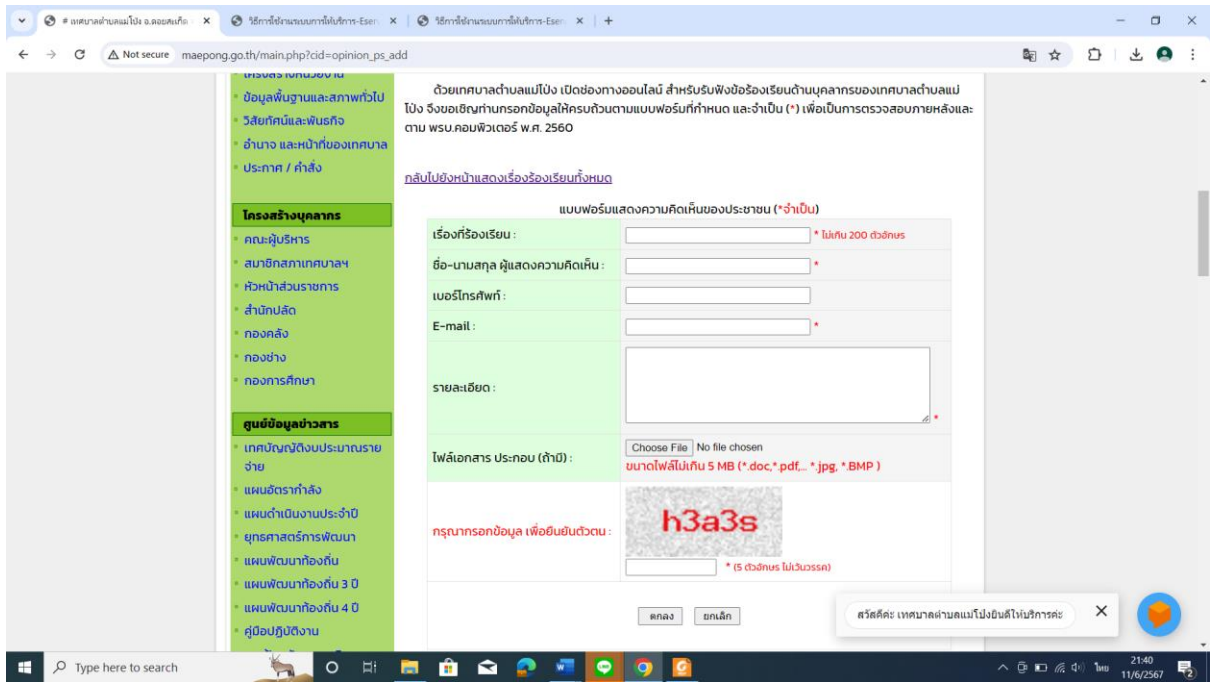 # เทศบาลตำบลแม่โป่ง อ.ดอยสะเก็ด
วิธีการใช้งานระบบการให้บริการ-Eser
วิธีการใช้งานระบบการให้บริการ-Eser
Not secure
maepong.go.th/main.php?cid=opinion_ps_add
โครงสร้างหน่วยงาน
ข้อมูลพื้นฐานและสภาพทั่วไป
วิสัยทัศน์และพันธกิจ
อำนาจ และหน้าที่ของเทศบาล
ประกาศ / คำสั่ง
โครงสร้างบุคลากร
คณะผู้บริหาร
สมาชิกสภาเทศบาลฯ
หัวหน้าส่วนราชการ
สำนักปลัด
กองคลัง
กองช่าง
กองการศึกษา
ศูนย์ข้อมูลข่าวสาร
เทศบัญญัติงบประมาณราย
จ่าย
แผนอัตรากำลัง
แผนดำเนินงานประจำปี
ยุทธศาสตร์การพัฒนา
แผนพัฒนาท้องถิ่น
แผนพัฒนาท้องถิ่น 3 ปี
แผนพัฒนาท้องถิ่น 4 ปี
คู่มือปฏิบัติงาน
ด้วยเทศบาลตำบลแม่โป่ง เปิดช่องทางออนไลน์ สำหรับรับฟังข้อร้องเรียนด้านบุคลากรของเทศบาลตำบลแม่
โป่ง จึงขอเชิญท่านกรอกข้อมูลให้ครบถ้วนตามแบบฟอร์มที่กำหนด และจำเป็น (*) เพื่อเป็นการตรวจสอบภายหลังและ
ตาม พรบ.คอมพิวเตอร์ พ.ศ. 2560
กลับไปยังหน้าแสดงเรื่องร้องเรียนทั้งหมด
แบบฟอร์มแสดงความคิดเห็นของประชาชน (*จำเป็น)
เรื่องที่ร้องเรียน :
* ไม่เกิน 200 ตัวอักษร
ชื่อ-นามสกุล ผู้แสดงความคิดเห็น :
*
เบอร์โทรศัพท์ :
E-mail :
*
รายละเอียด :
*
ไฟล์เอกสาร ประกอบ (ถ้ามี) :
Choose File No file chosen
ขนาดไฟล์ไม่เกิน 5 MB (*.doc,*.pdf,.. *.jpg, *.BMP )
กรุณากรอกข้อมูล เพื่อยืนยันตัวตน :
h3a3s
* (5 ตัวอักษร ไม่เว้นวรรค)
ตกลง
ยกเลิก
สวัสดีค่ะ เทศบาลตำบลแม่โป่งยินดีให้บริการค่ะ
Type here to search
ไทย
21:40
11/6/2567